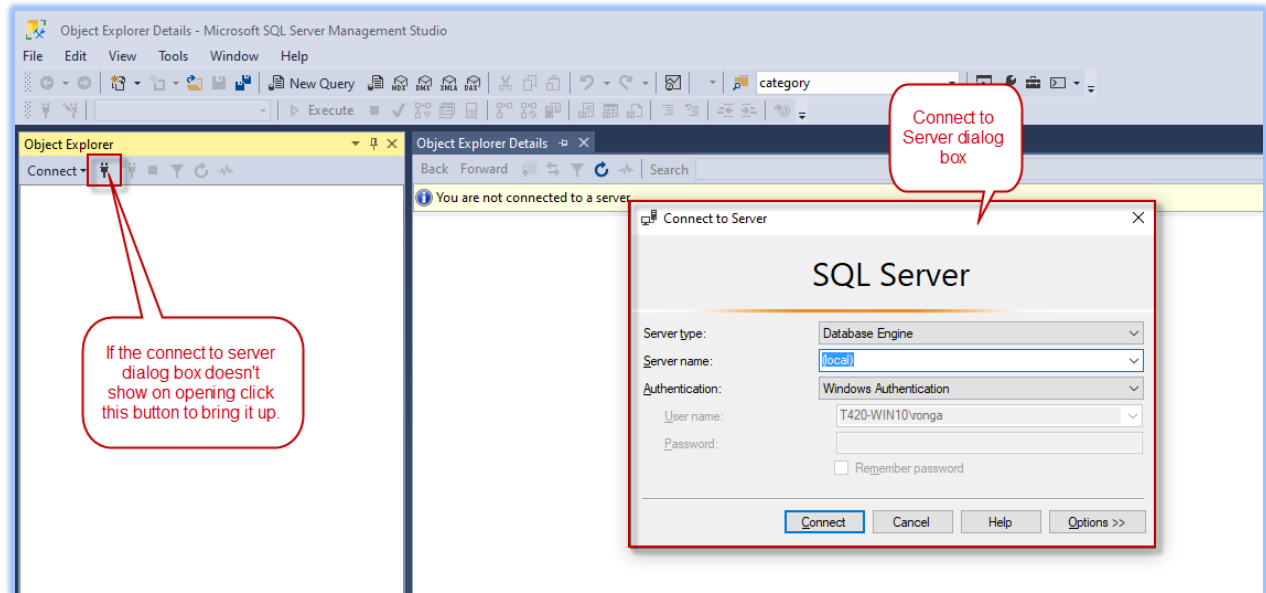 Object Explorer Details - Microsoft SQL Server Management Studio
File Edit View Tools Window Help
New Query MDX DMX XMLA DAX category
Execute
Connect to
Server dialog
box
Object Explorer
Object Explorer Details
Connect
Back Forward Search
You are not connected to a server
Connect to Server
SQL Server
Server type: Database Engine
Server name: (local)
Authentication: Windows Authentication
User name: T420-WIN10\ronga
Password:
Remember password
Connect Cancel Help Options >>
If the connect to server
dialog box doesn't
show on opening click
this button to bring it up.